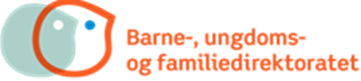 Barne-, ungdoms-
og familiedirektoratet